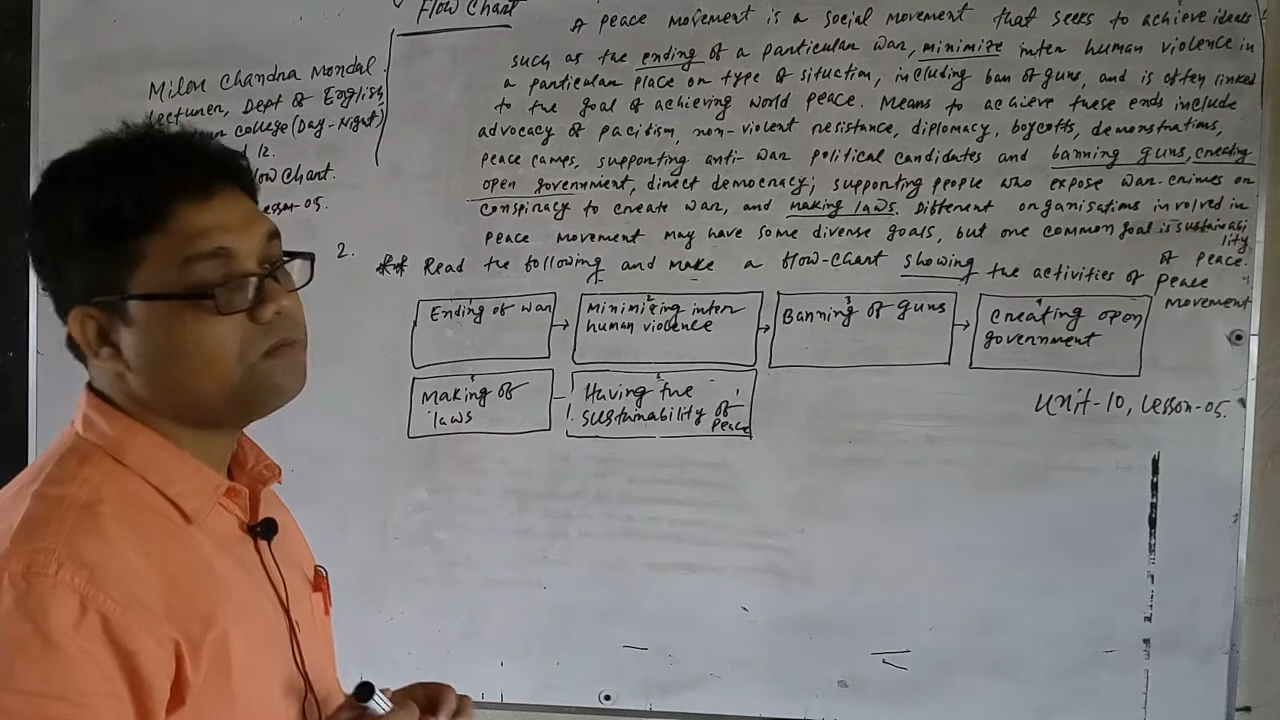 Flow Chart
Milon Chandra Mondal
Lecturer, Dept of English,
college (Day-Night)
12.
Flow Chart.
Lesson-05.
A peace movement is a social movement that seeks to achieve ideals
such as the ending of a particular war, minimize inter human violence in
a particular place or type of situation, including ban of guns, and is often linked
to the goal of achieving world peace. Means to achieve these ends include
advocacy of pacifism, non-violent resistance, diplomacy, boycotts, demonstrations,
peace camps, supporting anti-war political candidates and banning guns, creating
open government, direct democracy; supporting people who expose war-crimes or
conspiracy to create war, and making laws. Different organisations involved in
peace movement may have some diverse goals, but one common goal is sustainabi
lity
of peace.
2.
** Read the following and make a flow-chart showing the activities of Peace
movement
Ending of war
2
Minimizing inter
human violence
3
Banning of guns
4
Creating open
government
5
Making of
laws
Having the
sustainability of
peace
Unit-10, Lesson-05.